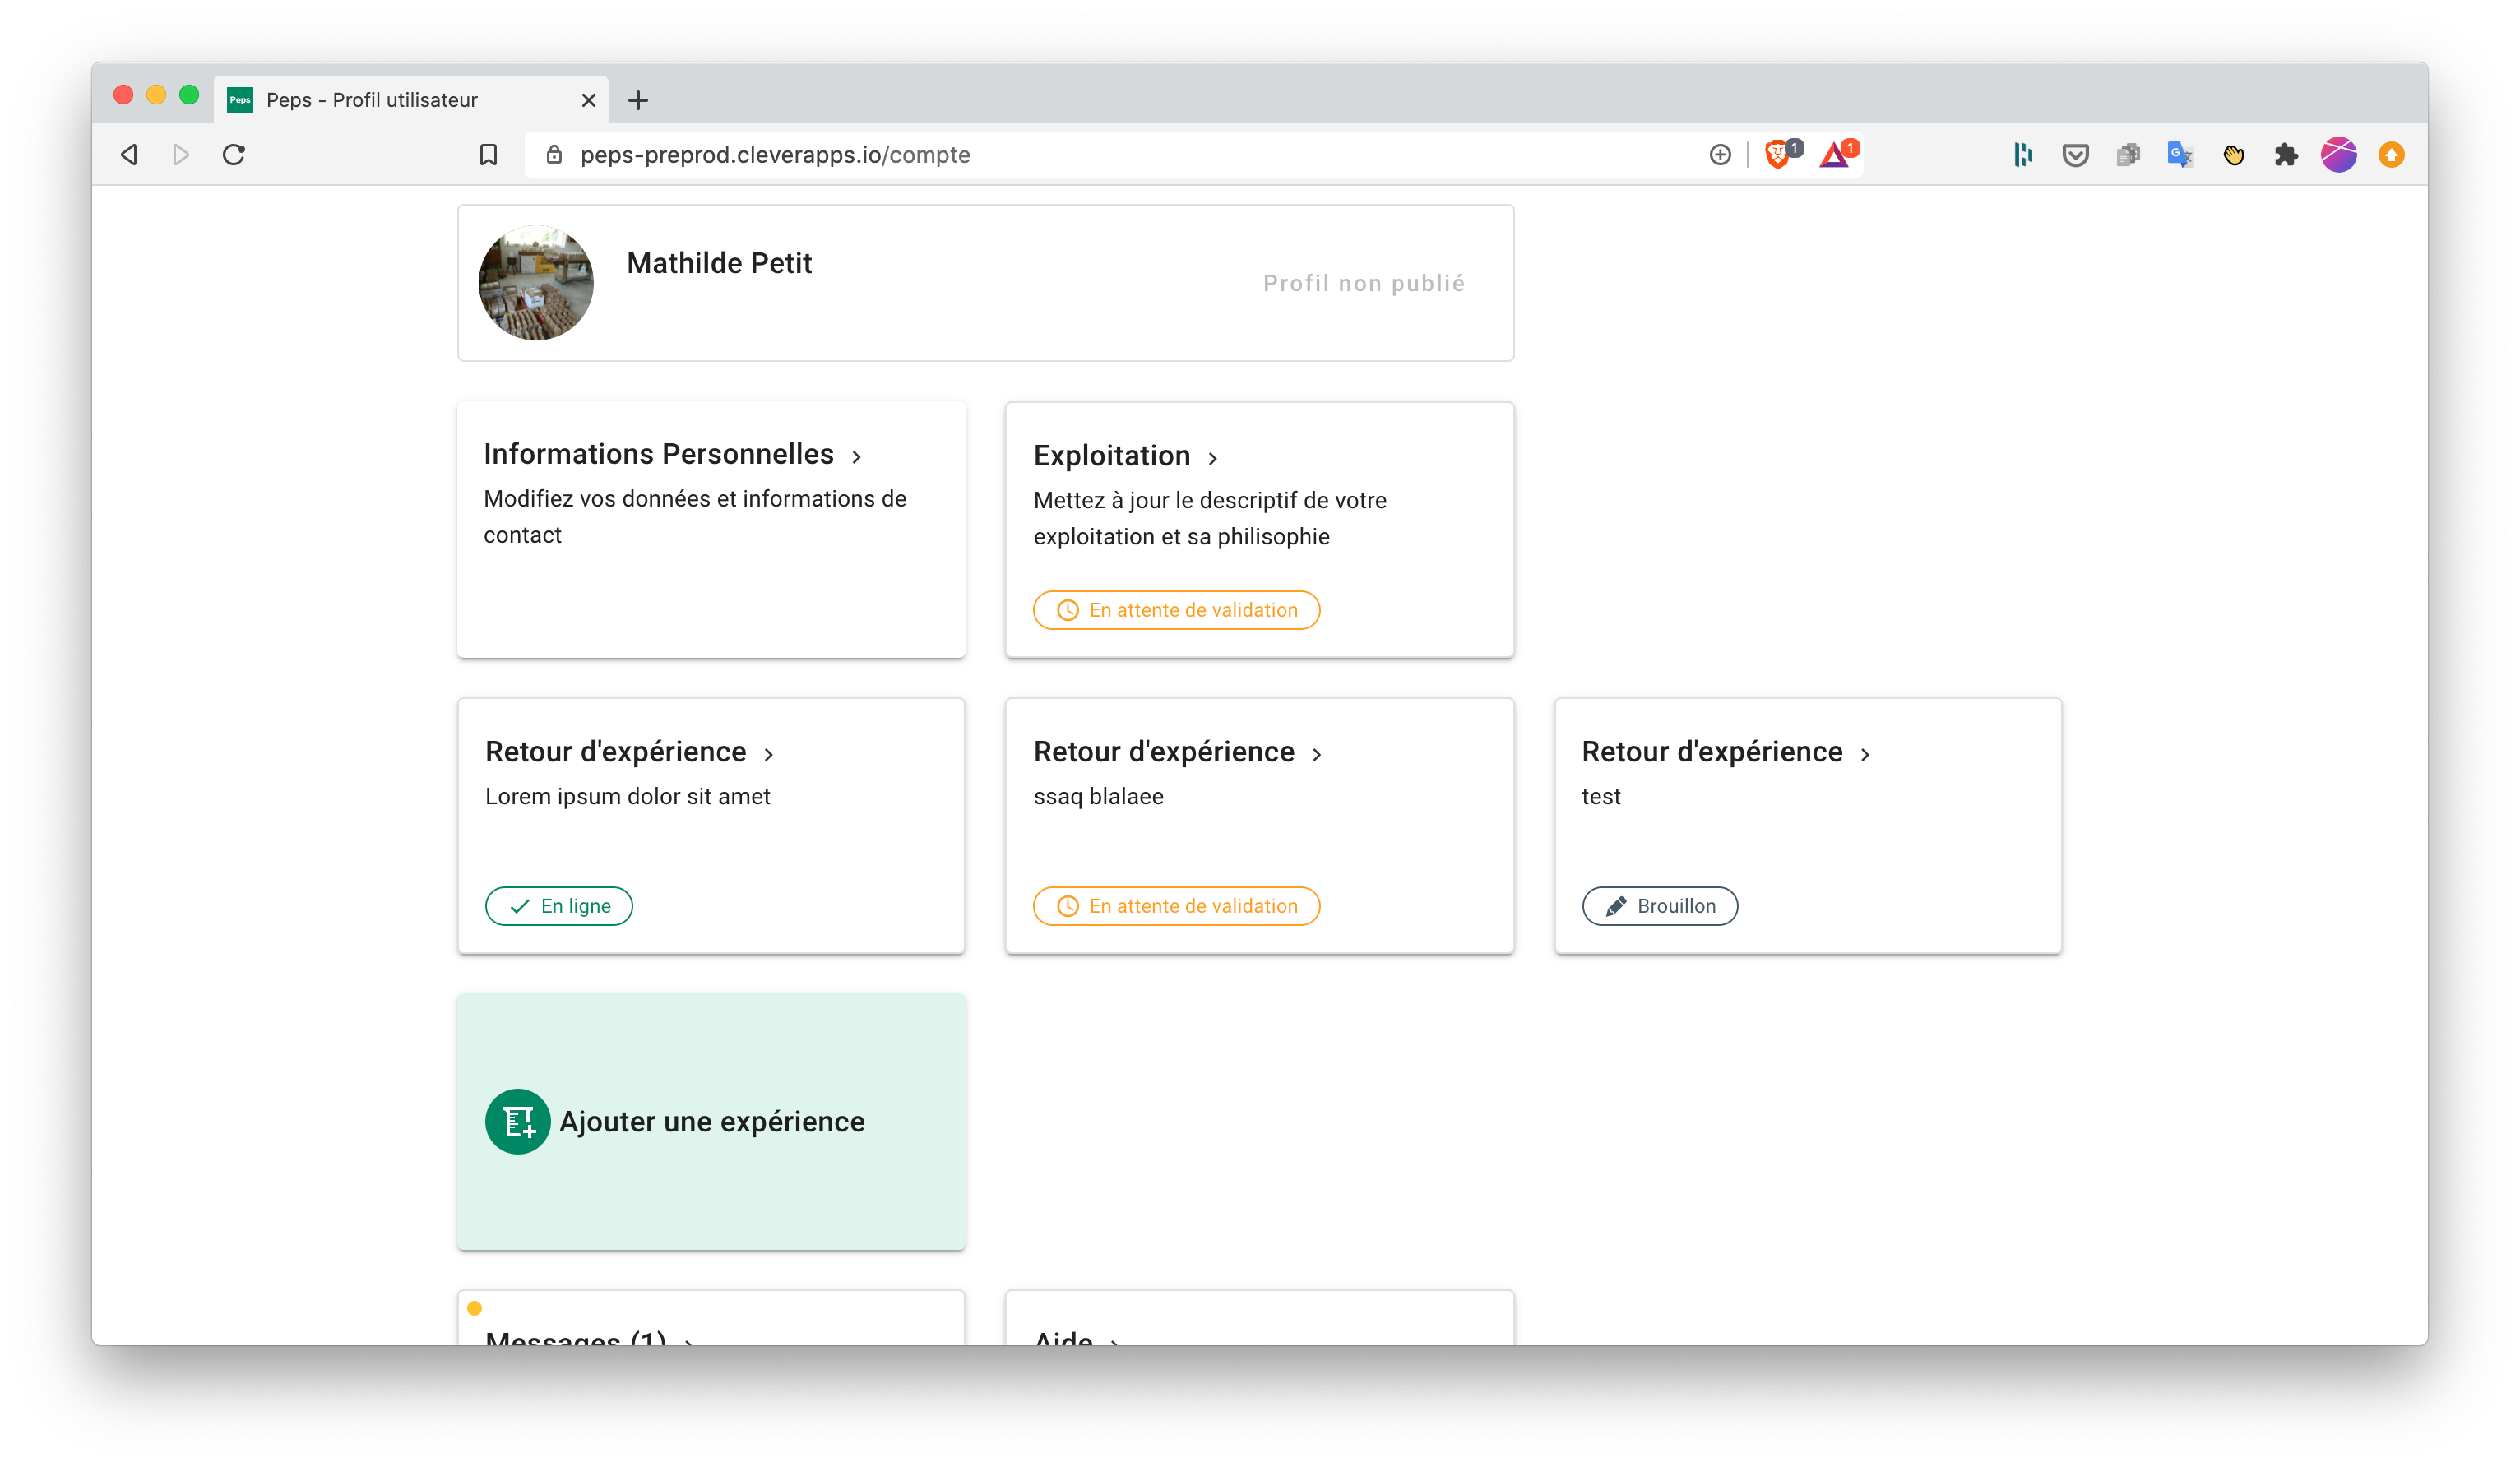 Peps Peps - Profil utilisateur
peps-preprod.cleverapps.io/compte
1
1
Mathilde Petit
Profil non publié
Informations Personnelles
Modifiez vos données et informations de
contact
Exploitation
Mettez à jour le descriptif de votre
exploitation et sa philisophie
En attente de validation
Retour d'expérience
Lorem ipsum dolor sit amet
En ligne
Retour d'expérience
ssaq blalaee
En attente de validation
Retour d'expérience
test
Brouillon
Ajouter une expérience
Messages (1)
Aide